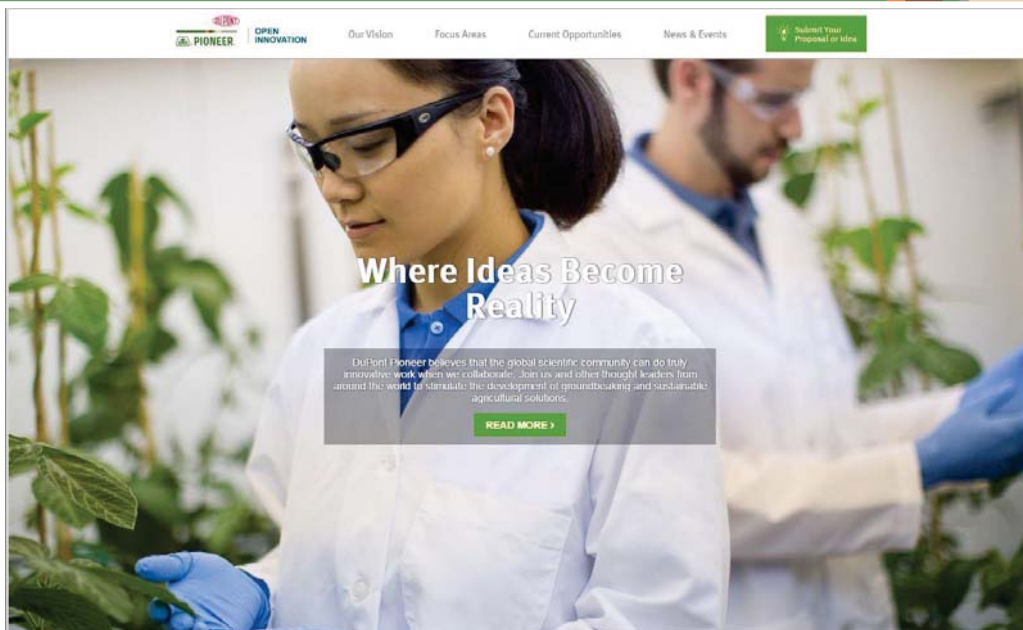 DUPONT
PIONEER
OPEN
INNOVATION
Our Vision
Focus Areas
Current Opportunities
News & Events
Submit Your
Proposal or Idea
Where Ideas Become
Reality
DuPont Pioneer believes that the global scientific community can do truly
innovative work when we collaborate. Join us and other thought leaders from
around the world to stimulate the development of groundbeaking and sustainable
agricultural solutions.
READ MORE >